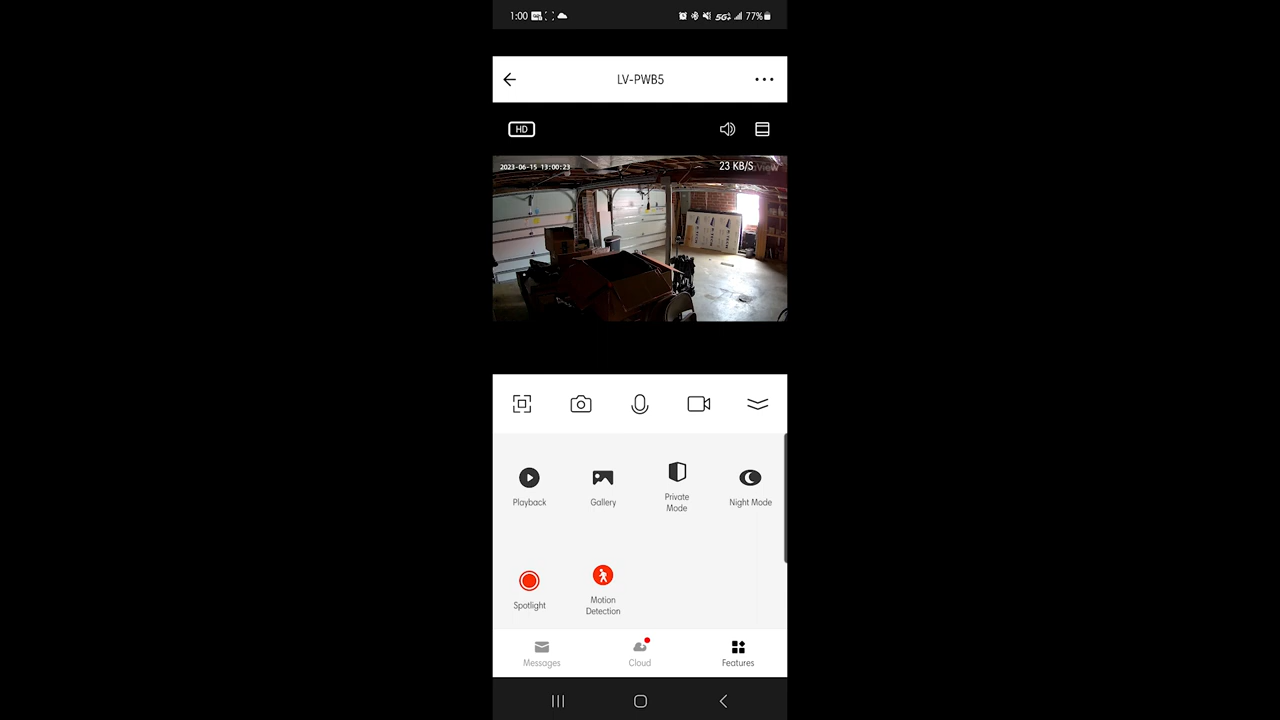 1:00 5G+ 77%
LV-PWB5
HD
2023-06-15 13:00:23 23 KB/S
Playback Gallery Private Mode Night Mode
Spotlight Motion Detection
Messages Cloud Features